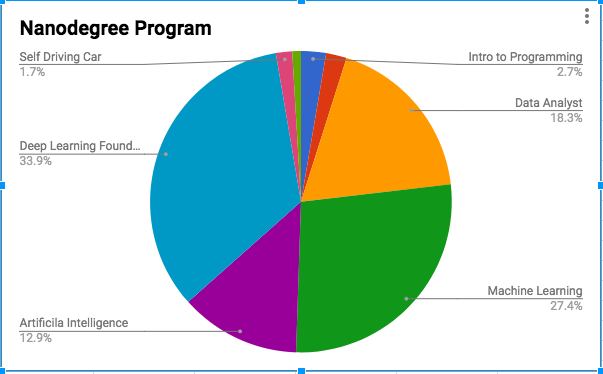 Nanodegree Program
Self Driving Car
1.7%
Intro to Programming
2.7%
Data Analyst
18.3%
Deep Learning Found...
33.9%
Machine Learning
27.4%
Artificila Intelligence
12.9%